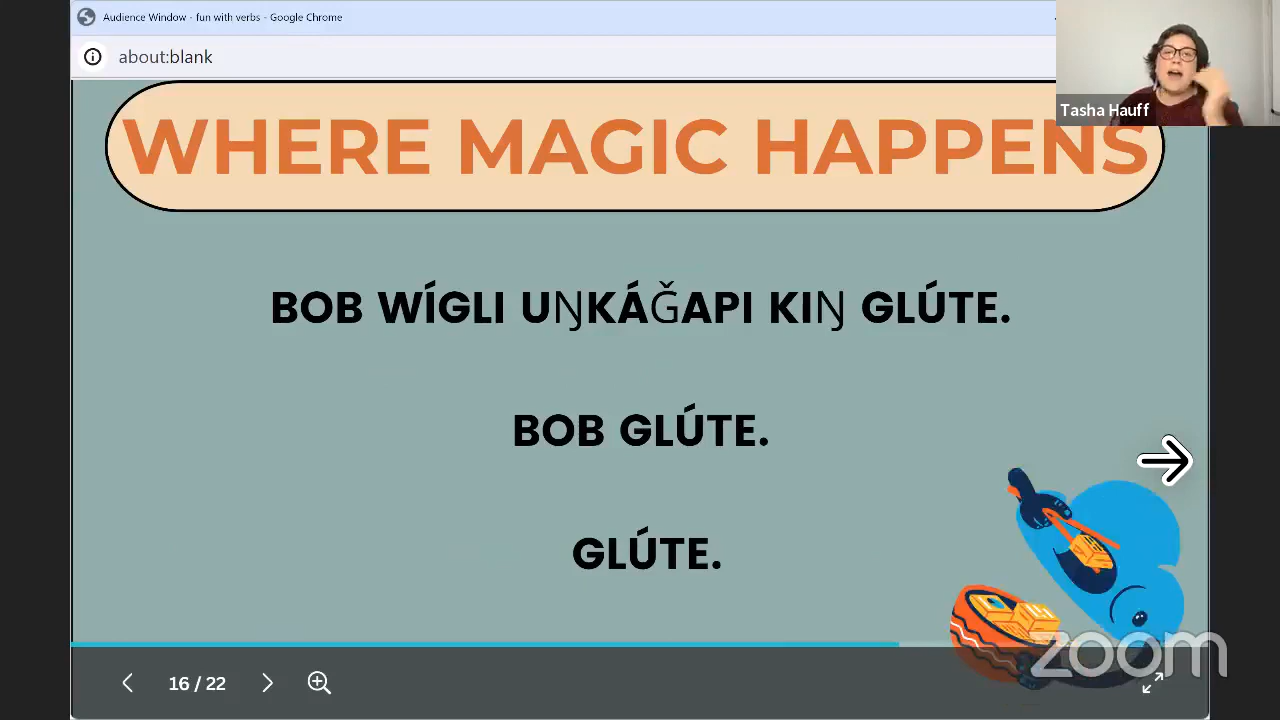 Audience Window - fun with verbs - Google Chrome
about:blank
Tasha Hauff
WHERE MAGIC HAPPENS
BOB WÍGLI UŊKÁǦAPI KIŊ GLÚTE.
BOB GLÚTE.
GLÚTE.
zoom
16 / 22